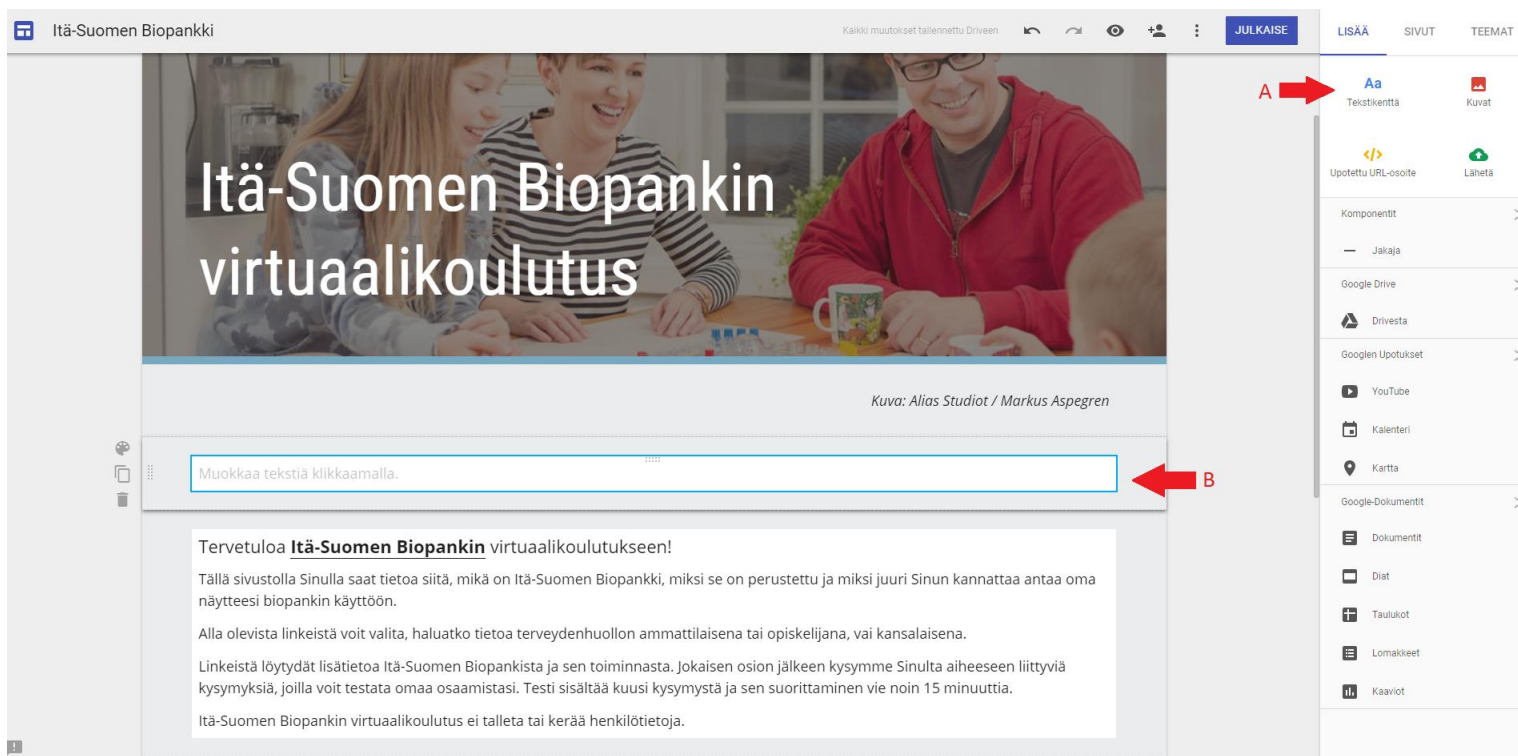 Itä-Suomen Biopankki
Kaikki muutokset tallennettu Driveen
JULKAISE
LISÄÄ SIVUT TEEMAT
A
Aa
Tekstikenttä
Kuvat
</>
Upotettu URL-osoite
Lähetä
Komponentit
Jakaja
Google Drive
Drivesta
Googlen Upotukset
YouTube
Kalenteri
Kartta
Google-Dokumentit
Dokumentit
Diat
Taulukot
Lomakkeet
Kaaviot
Itä-Suomen Biopankin
virtuaalikoulutus
Kuva: Alias Studiot / Markus Aspegren
Muokkaa tekstiä klikkaamalla.
B
Tervetuloa Itä-Suomen Biopankin virtuaalikoulutukseen!
Tällä sivustolla Sinulla saat tietoa siitä, mikä on Itä-Suomen Biopankki, miksi se on perustettu ja miksi juuri Sinun kannattaa antaa oma
näytteesi biopankin käyttöön.
Alla olevista linkeistä voit valita, haluatko tietoa terveydenhuollon ammattilaisena tai opiskelijana, vai kansalaisena.
Linkeistä löytydät lisätietoa Itä-Suomen Biopankista ja sen toiminnasta. Jokaisen osion jälkeen kysymme Sinulta aiheeseen liittyviä
kysymyksiä, joilla voit testata omaa osaamistasi. Testi sisältää kuusi kysymystä ja sen suorittaminen vie noin 15 minuuttia.
Itä-Suomen Biopankin virtuaalikoulutus ei talleta tai kerää henkilötietoja.